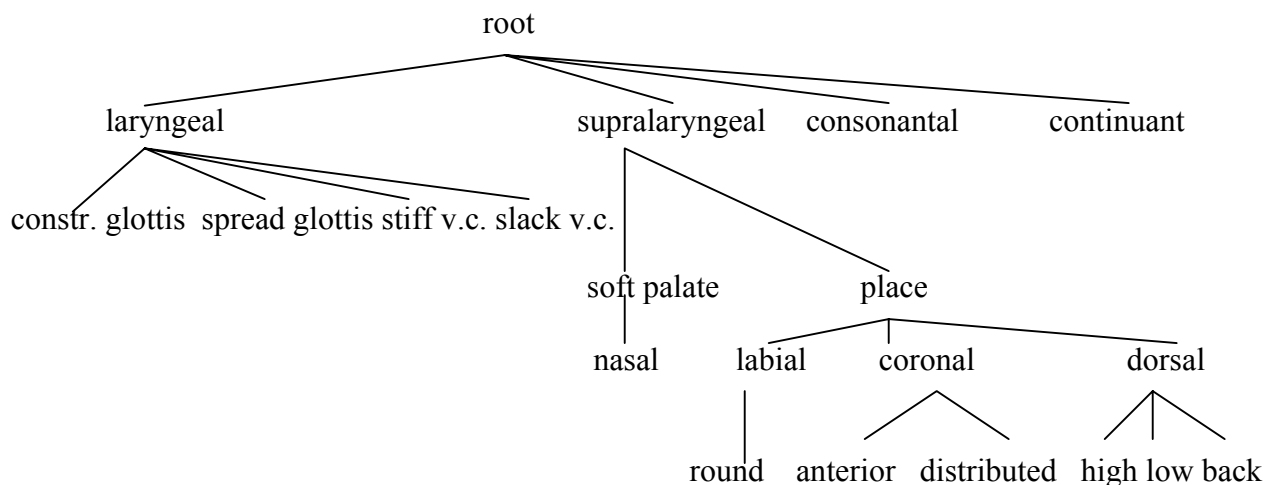 root
laryngeal supralaryngeal consonantal continuant
constr. glottis spread glottis stiff v.c. slack v.c.
soft palate place
nasal labial coronal dorsal
round anterior distributed high low back